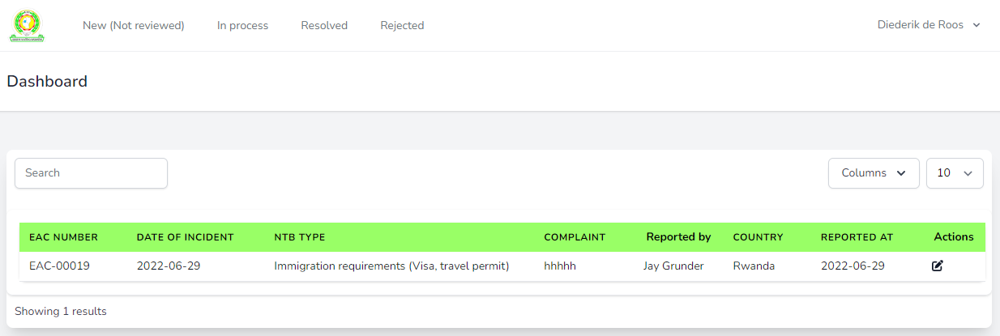 New (Not reviewed) In process Resolved Rejected Diederik de Roos
Dashboard
Search Columns 10
EAC NUMBER DATE OF INCIDENT NTB TYPE COMPLAINT Reported by COUNTRY REPORTED AT Actions
EAC-00019 2022-06-29 Immigration requirements (Visa, travel permit) hhhhh Jay Grunder Rwanda 2022-06-29
Showing 1 results